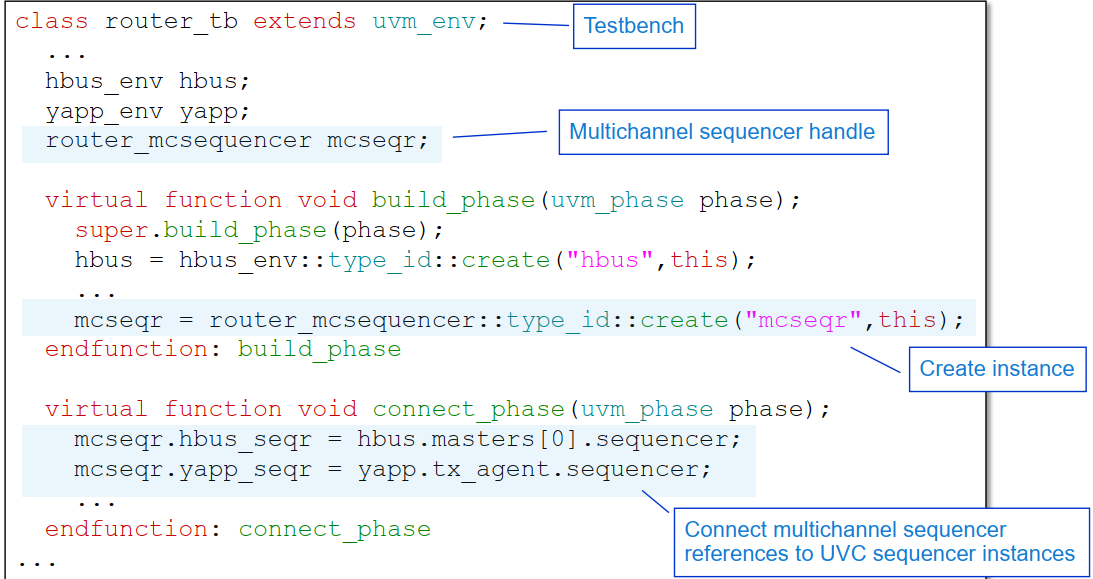 class router_tb extends uvm_env;
Testbench
...
hbus_env hbus;
yapp_env yapp;
router_mcsequencer mcseqr;
Multichannel sequencer handle
virtual function void build_phase(uvm_phase phase);
super.build_phase(phase);
hbus = hbus_env::type_id::create("hbus",this);
...
mcseqr = router_mcsequencer::type_id::create("mcseqr",this);
endfunction: build_phase
Create instance
virtual function void connect_phase(uvm_phase phase);
mcseqr.hbus_seqr = hbus.masters[0].sequencer;
mcseqr.yapp_seqr = yapp.tx_agent.sequencer;
...
endfunction: connect_phase
Connect multichannel sequencer
references to UVC sequencer instances
...